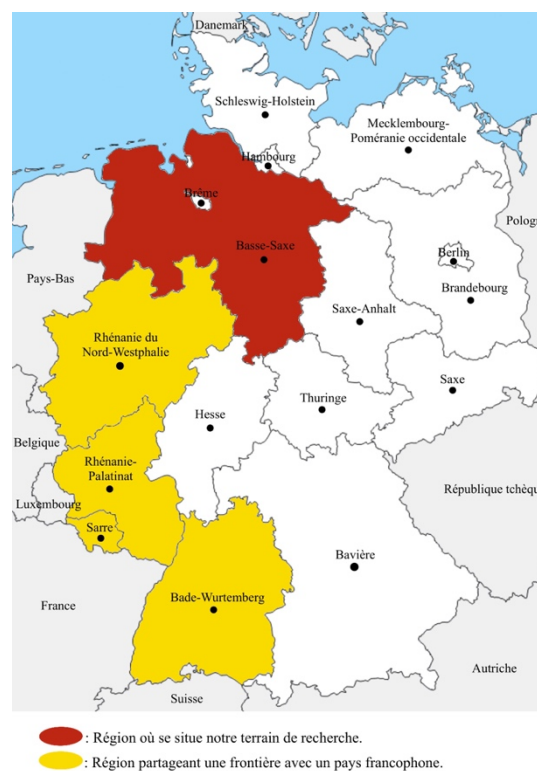 Danemark
Schleswig-Holstein
Mecklembourg-
Poméranie occidentale
Hambourg
Brême
Pologn
Basse-Saxe
Berlin
Pays-Bas
Brandebourg
Saxe-Anhalt
Rhénanie du
Nord-Westphalie
Saxe
Thuringe
Hesse
Belgique
Rhénanie-
Palatinat
République tchèqu
Luxembourg
Sarre
Bavière
Bade-Wurtemberg
France
Autriche
Suisse
: Région où se situe notre terrain de recherche.
: Région partageant une frontière avec un pays francophone.